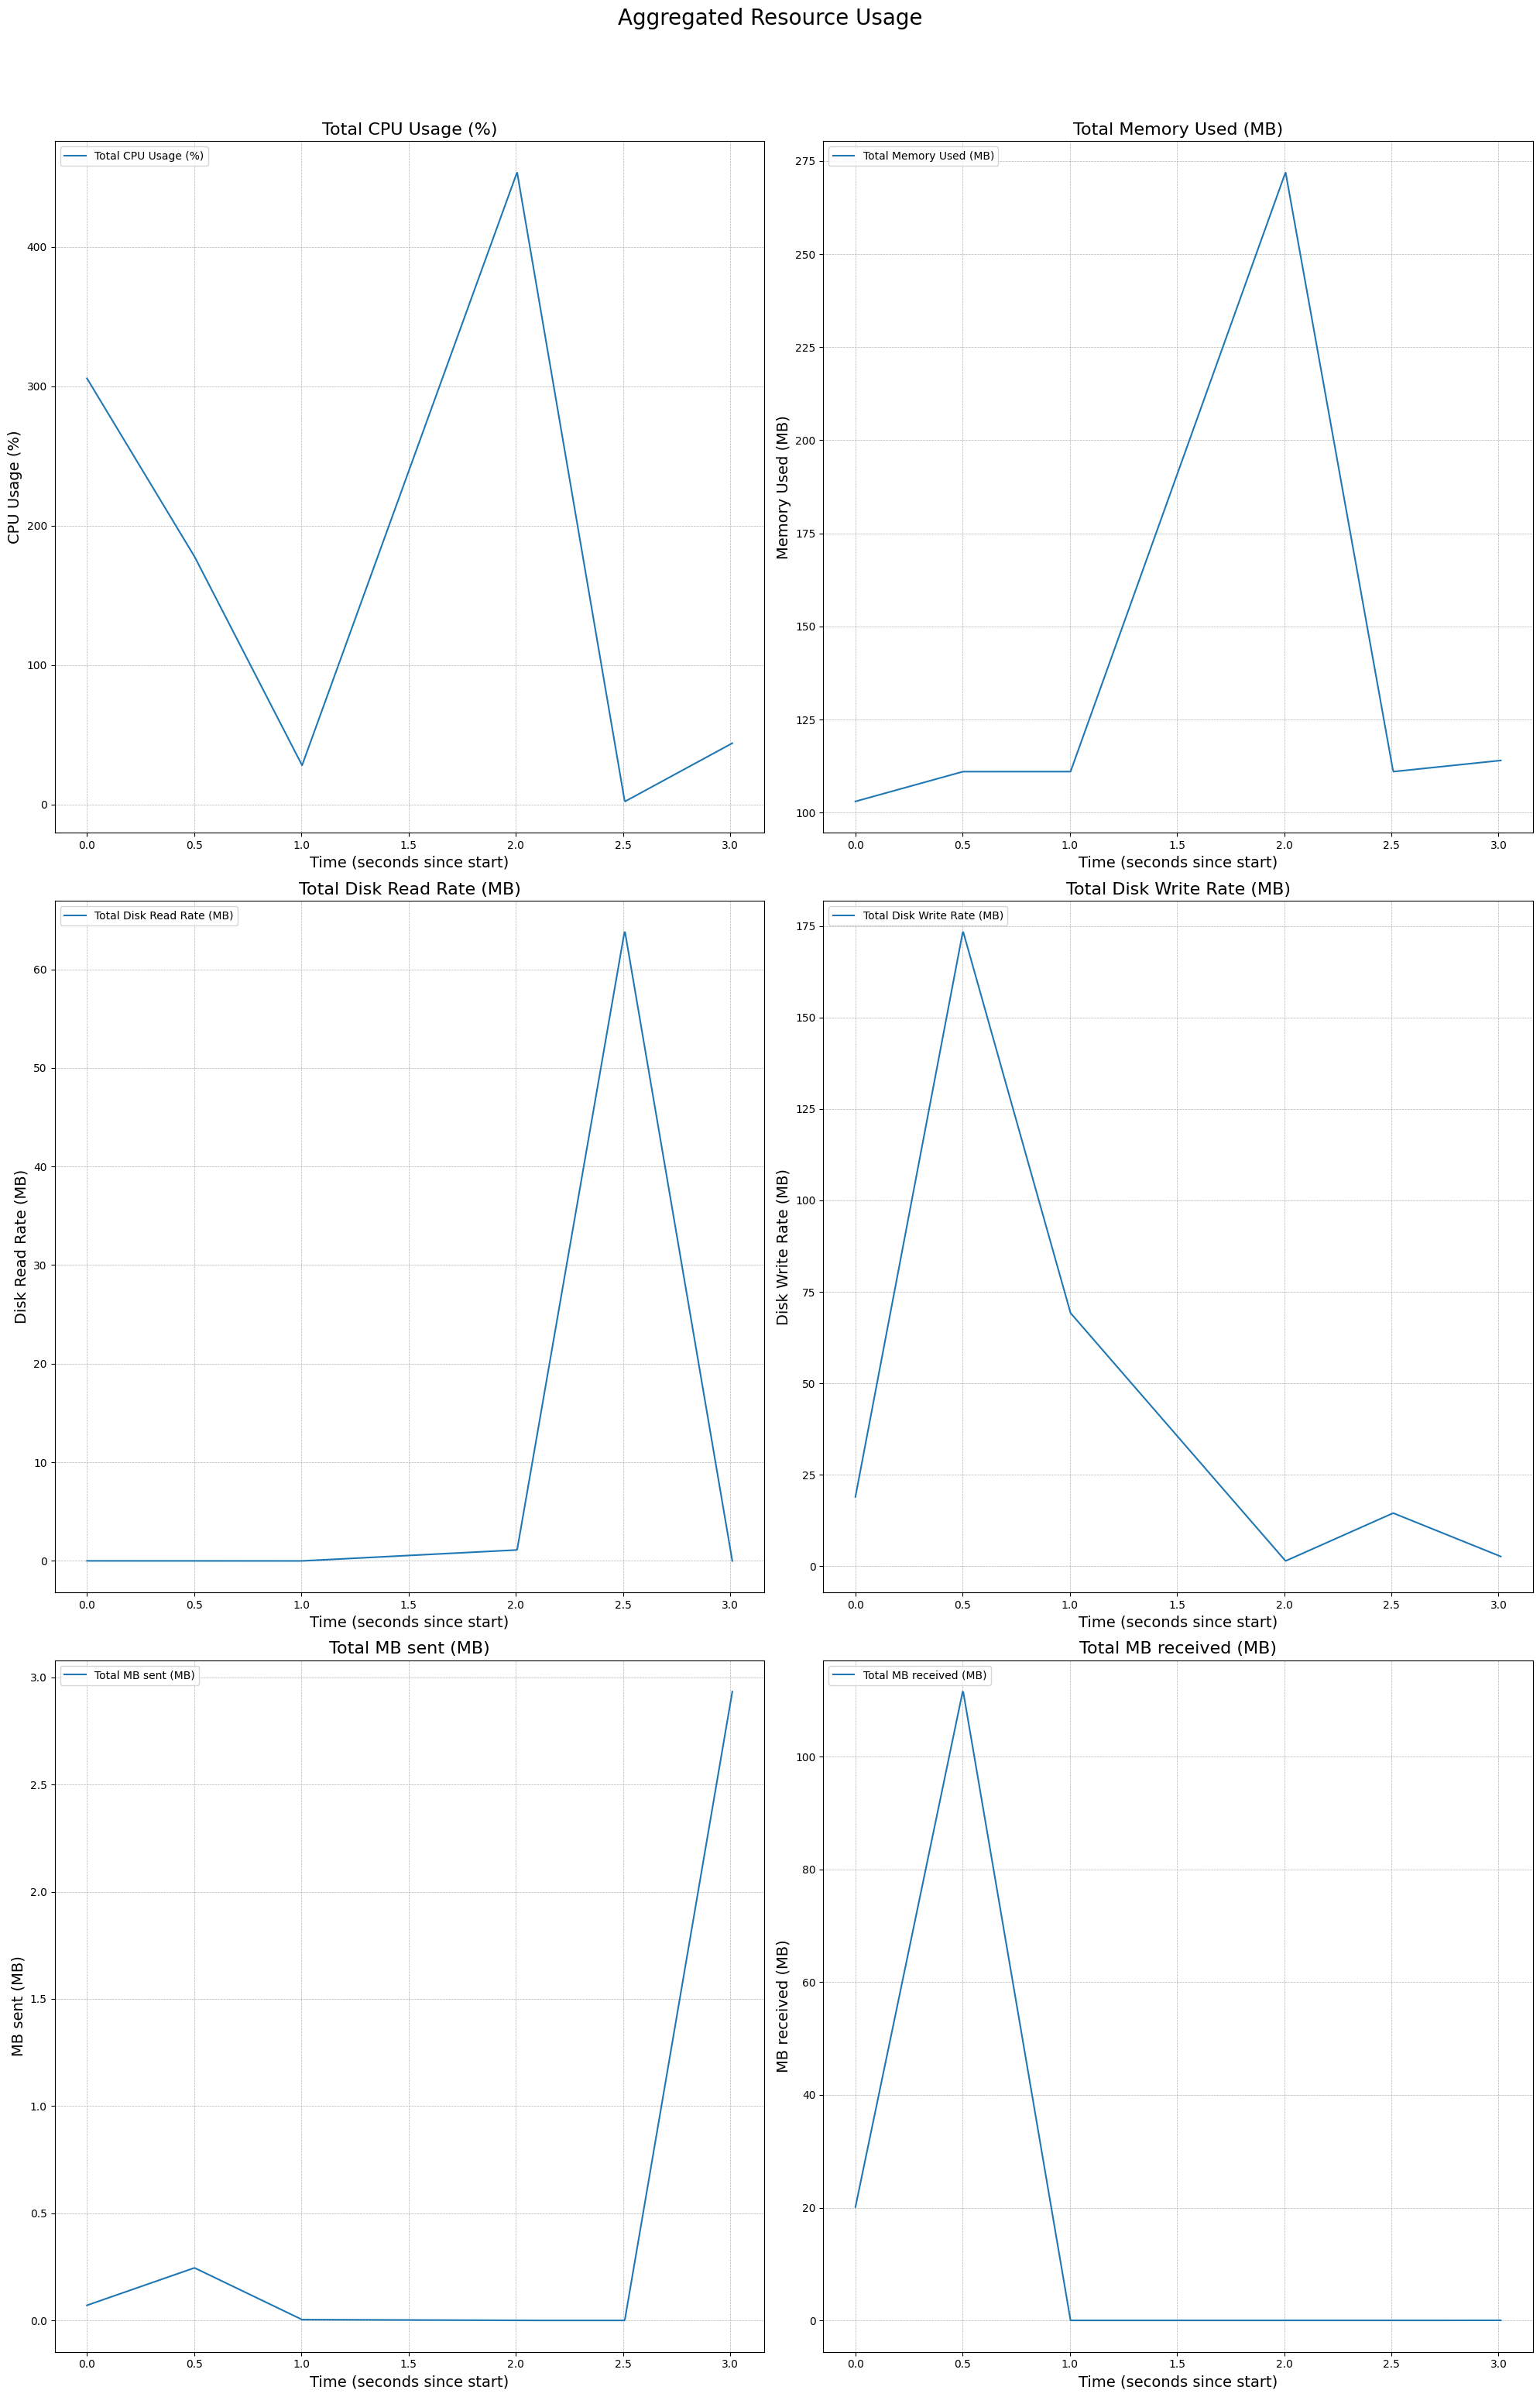 Aggregated Resource Usage
Total CPU Usage (%)
Total CPU Usage (%)
400
300
200
100
0
CPU Usage (%)
0.0 0.5 1.0 1.5 2.0 2.5 3.0
Time (seconds since start)
Total Memory Used (MB)
Total Memory Used (MB)
275
250
225
200
175
150
125
100
Memory Used (MB)
0.0 0.5 1.0 1.5 2.0 2.5 3.0
Time (seconds since start)
Total Disk Read Rate (MB)
Total Disk Read Rate (MB)
60
50
40
30
20
10
0
Disk Read Rate (MB)
0.0 0.5 1.0 1.5 2.0 2.5 3.0
Time (seconds since start)
Total Disk Write Rate (MB)
Total Disk Write Rate (MB)
175
150
125
100
75
50
25
0
Disk Write Rate (MB)
0.0 0.5 1.0 1.5 2.0 2.5 3.0
Time (seconds since start)
Total MB sent (MB)
Total MB sent (MB)
3.0
2.5
2.0
1.5
1.0
0.5
0.0
MB sent (MB)
0.0 0.5 1.0 1.5 2.0 2.5 3.0
Time (seconds since start)
Total MB received (MB)
Total MB received (MB)
100
80
60
40
20
0
MB received (MB)
0.0 0.5 1.0 1.5 2.0 2.5 3.0
Time (seconds since start)